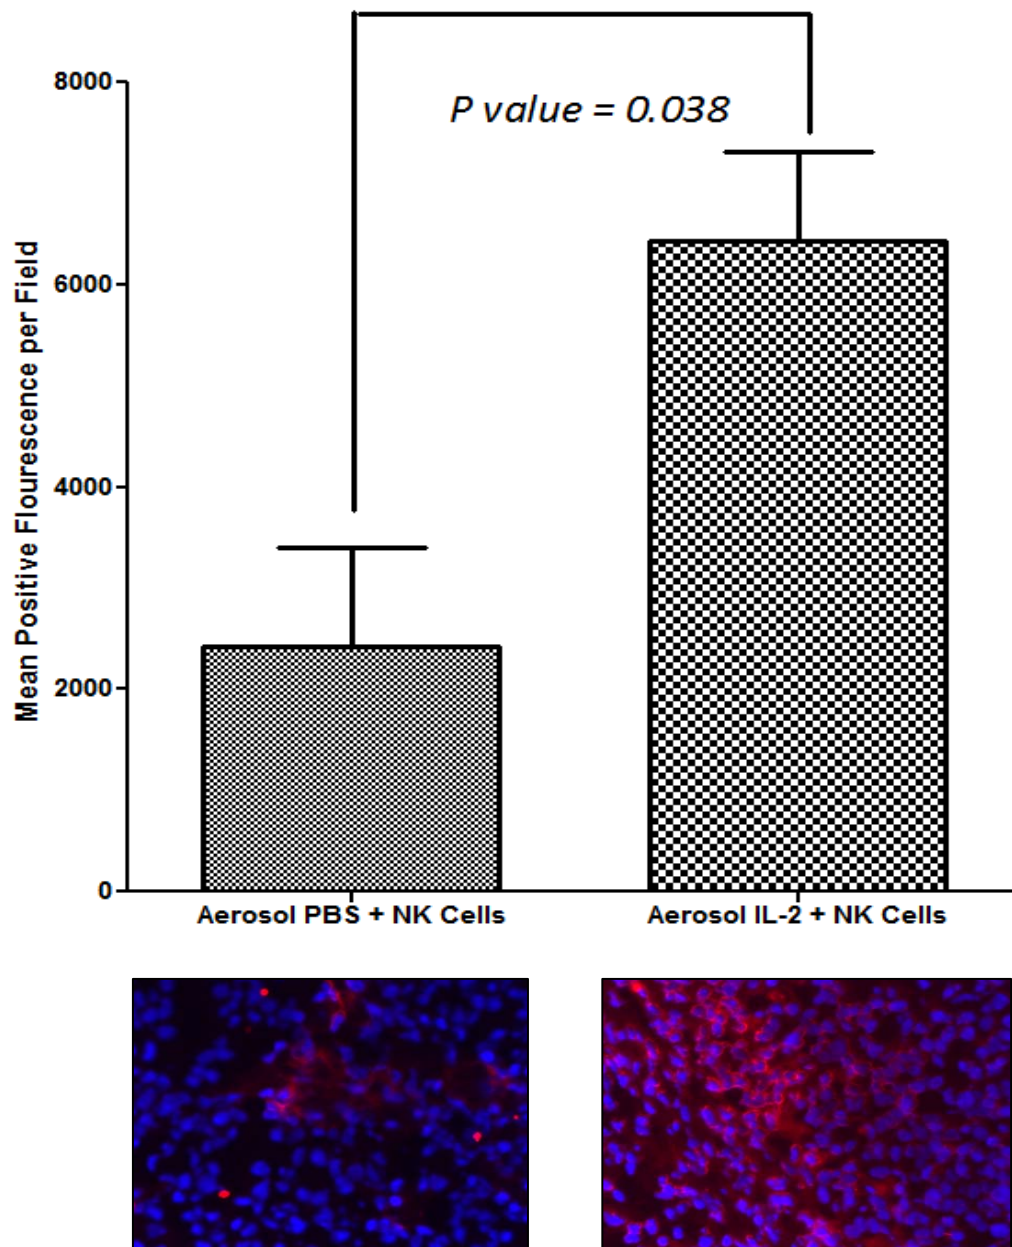 8000
P value = 0.038
6000
4000
2000
0
Mean Positive Flourescence per Field
Aerosol PBS + NK Cells
Aerosol IL-2 + NK Cells